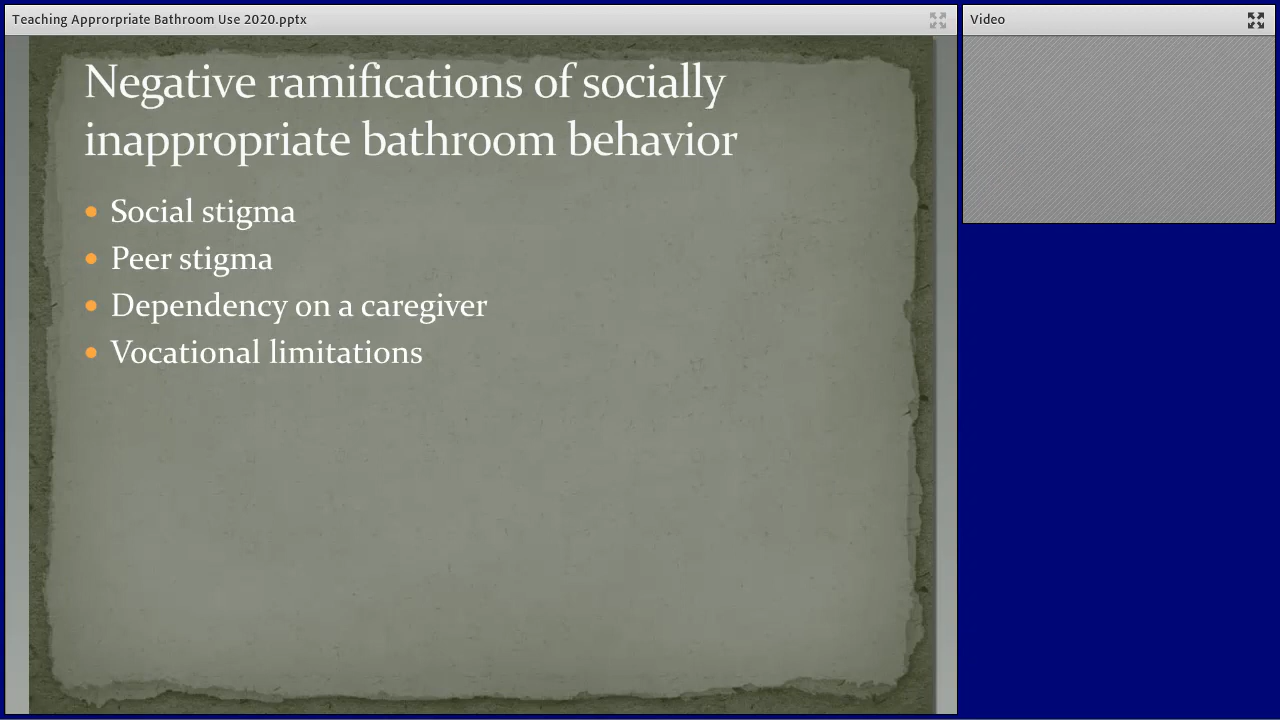 Teaching Approrpriate Bathroom Use 2020.pptx
Video
Negative ramifications of socially
inappropriate bathroom behavior
Social stigma
Peer stigma
Dependency on a caregiver
Vocational limitations